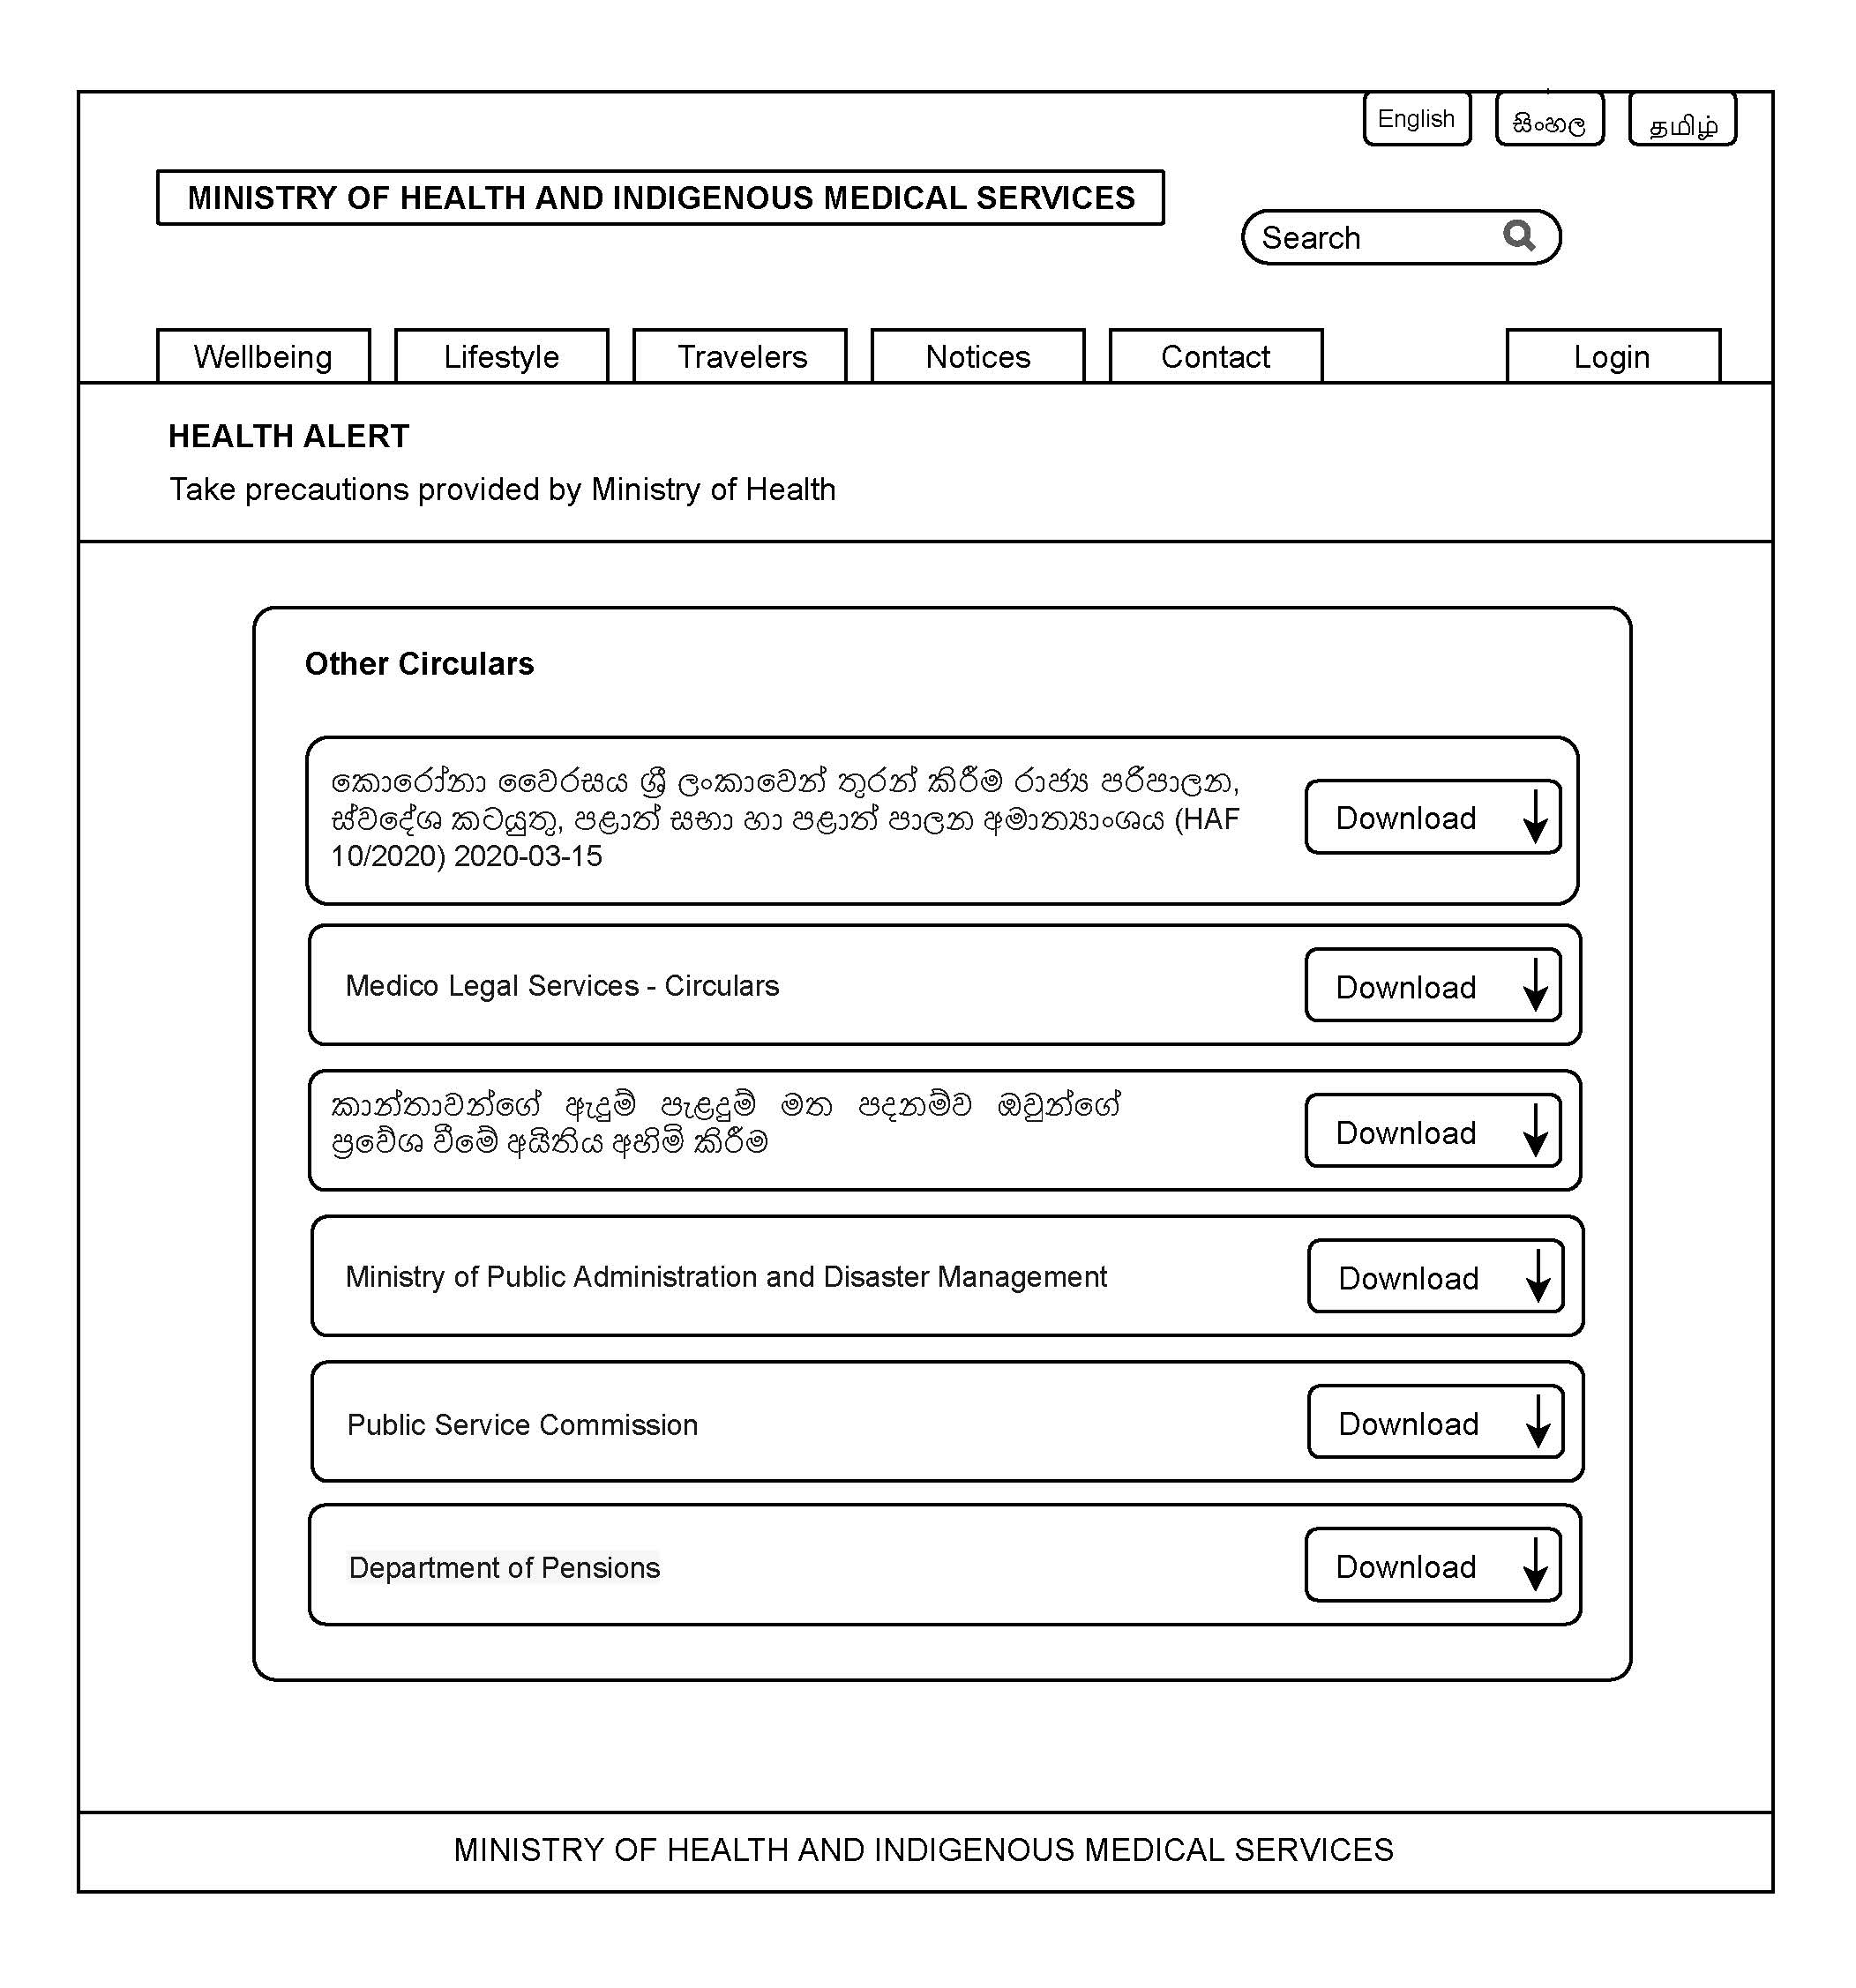 English
සිංහල
தமிழ்
MINISTRY OF HEALTH AND INDIGENOUS MEDICAL SERVICES
Search
Wellbeing
Lifestyle
Travelers
Notices
Contact
Login
HEALTH ALERT
Take precautions provided by Ministry of Health
Other Circulars
කොරෝනා වෛරසය ශ්‍රී ලංකාවෙන් තුරන් කිරීම රාජ්‍ය පරිපාලන,
ස්වදේශ කටයුතු, පළාත් සභා හා පළාත් පාලන අමාත්‍යාංශය (HAF
10/2020) 2020-03-15
Download
Medico Legal Services - Circulars
Download
කාන්තාවන්ගේ ඇදුම් පැළදුම් මත පදනම්ව ඔවුන්ගේ
ප්‍රවේශ වීමේ අයිතිය අහිමි කිරීම
Download
Ministry of Public Administration and Disaster Management
Download
Public Service Commission
Download
Department of Pensions
Download
MINISTRY OF HEALTH AND INDIGENOUS MEDICAL SERVICES